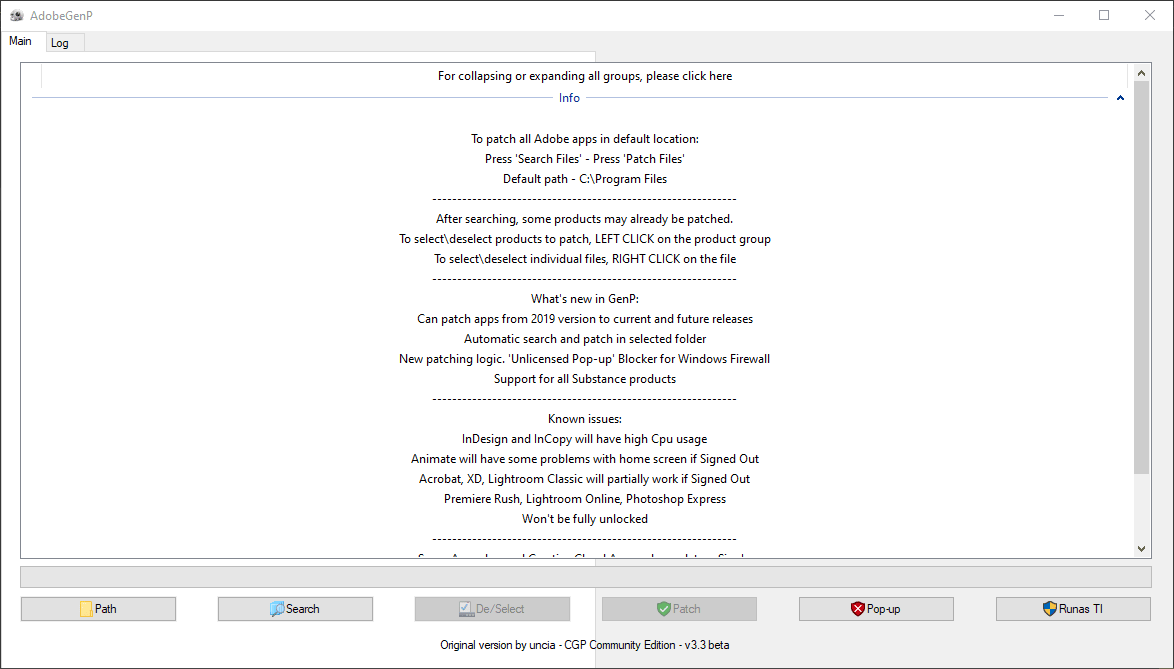 AdobeGenP
Main
Log
For collapsing or expanding all groups, please click here
Info
To patch all Adobe apps in default location:
Press 'Search Files' - Press 'Patch Files'
Default path - C:\Program Files
-------------------------------------------------------------
After searching, some products may already be patched.
To select\deselect products to patch, LEFT CLICK on the product group
To select\deselect individual files, RIGHT CLICK on the file
-------------------------------------------------------------
What's new in GenP:
Can patch apps from 2019 version to current and future releases
Automatic search and patch in selected folder
New patching logic. 'Unlicensed Pop-up' Blocker for Windows Firewall
Support for all Substance products
-------------------------------------------------------------
Known issues:
InDesign and InCopy will have high Cpu usage
Animate will have some problems with home screen if Signed Out
Acrobat, XD, Lightroom Classic will partially work if Signed Out
Premiere Rush, Lightroom Online, Photoshop Express
Won't be fully unlocked
-------------------------------------------------------------
Path
Search
De/Select
Patch
Pop-up
Runas TI
Original version by uncia - CGP Community Edition - v3.3 beta